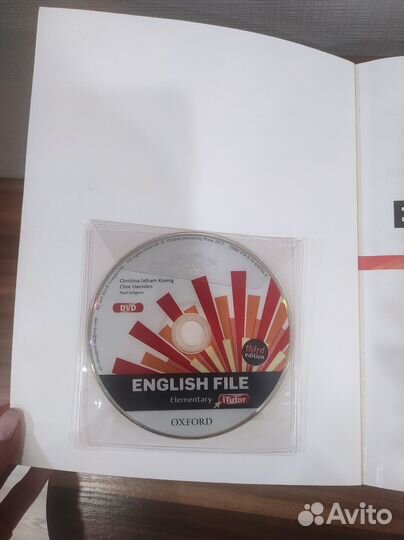 Christina Latham-Koenig
Clive Oxenden
Paul Seligson
DVD
third
edition
ENGLISH FILE
Elementary iTutor
OXFORD
Avito